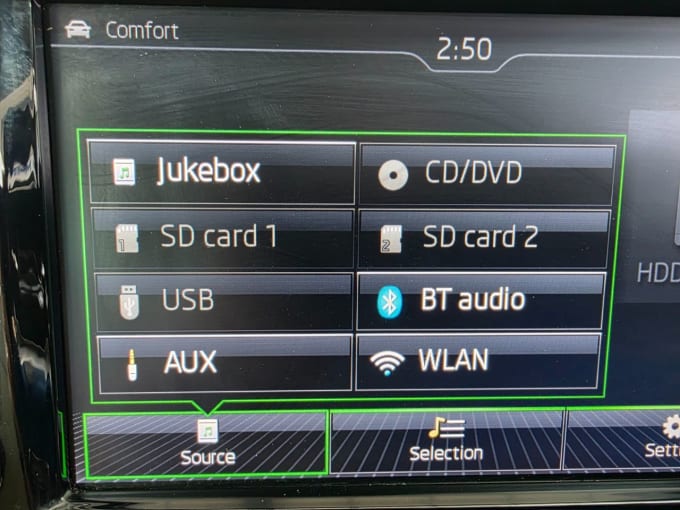 Comfort
2:50
Jukebox
CD/DVD
SD card 1
SD card 2
USB
BT audio
AUX
WLAN
HDD
Source
Selection